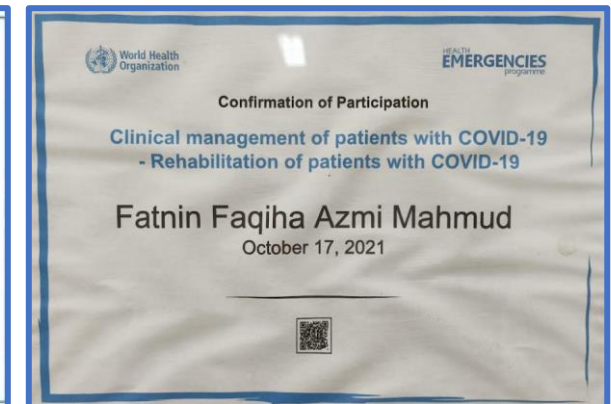 World Health
Organization
HEALTH
EMERGENCIES
programme
Confirmation of Participation
Clinical management of patients with COVID-19
- Rehabilitation of patients with COVID-19
Fatnin Faqiha Azmi Mahmud
October 17, 2021